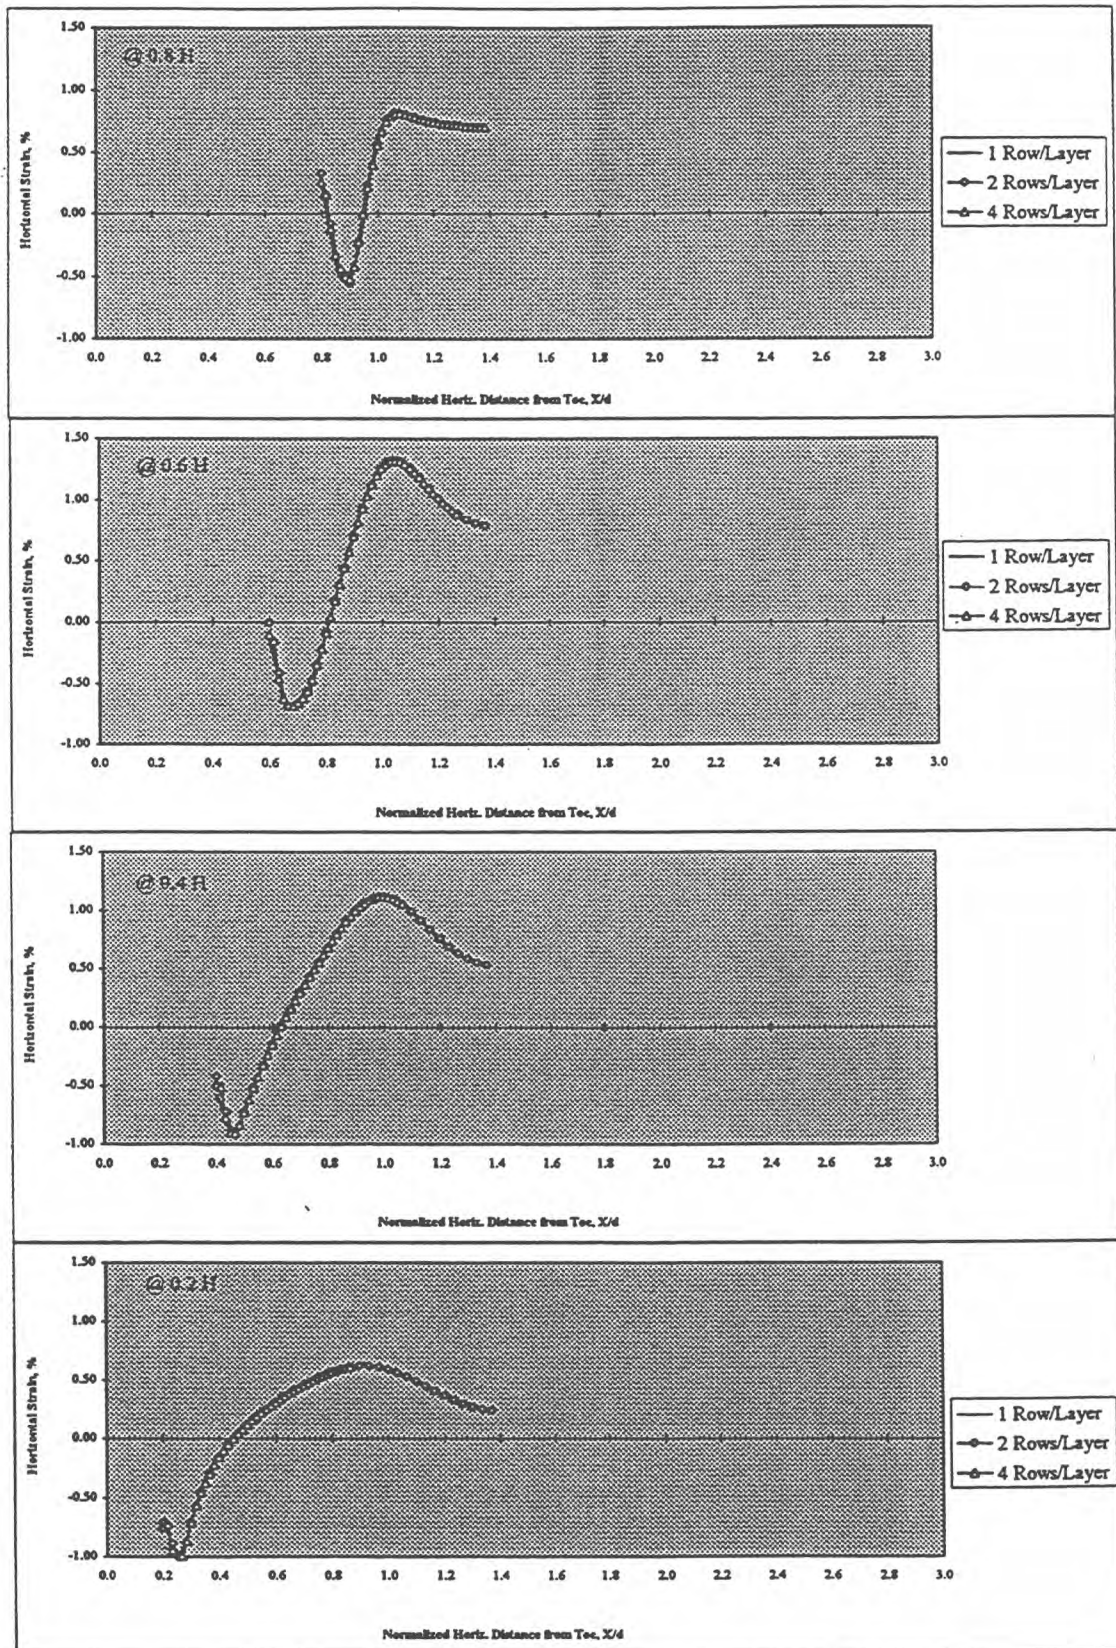 @ 0.8 H
1.50
1.00
0.50
0.00
-0.50
-1.00
Horizontal Strain, %
0.0 0.2 0.4 0.6 0.8 1.0 1.2 1.4 1.6 1.8 2.0 2.2 2.4 2.6 2.8 3.0
Normalized Horiz. Distance from Toe, X/d
1 Row/Layer
2 Rows/Layer
4 Rows/Layer
@ 0.6 H
1.50
1.00
0.50
0.00
-0.50
-1.00
Horizontal Strain, %
0.0 0.2 0.4 0.6 0.8 1.0 1.2 1.4 1.6 1.8 2.0 2.2 2.4 2.6 2.8 3.0
Normalized Horiz. Distance from Toe, X/d
1 Row/Layer
2 Rows/Layer
4 Rows/Layer
@ 0.4 H
1.50
1.00
0.50
0.00
-0.50
-1.00
Horizontal Strain, %
0.0 0.2 0.4 0.6 0.8 1.0 1.2 1.4 1.6 1.8 2.0 2.2 2.4 2.6 2.8 3.0
Normalized Horiz. Distance from Toe, X/d
@ 0.2 H
1.50
1.00
0.50
0.00
-0.50
-1.00
Horizontal Strain, %
0.0 0.2 0.4 0.6 0.8 1.0 1.2 1.4 1.6 1.8 2.0 2.2 2.4 2.6 2.8 3.0
Normalized Horiz. Distance from Toe, X/d
1 Row/Layer
2 Rows/Layer
4 Rows/Layer